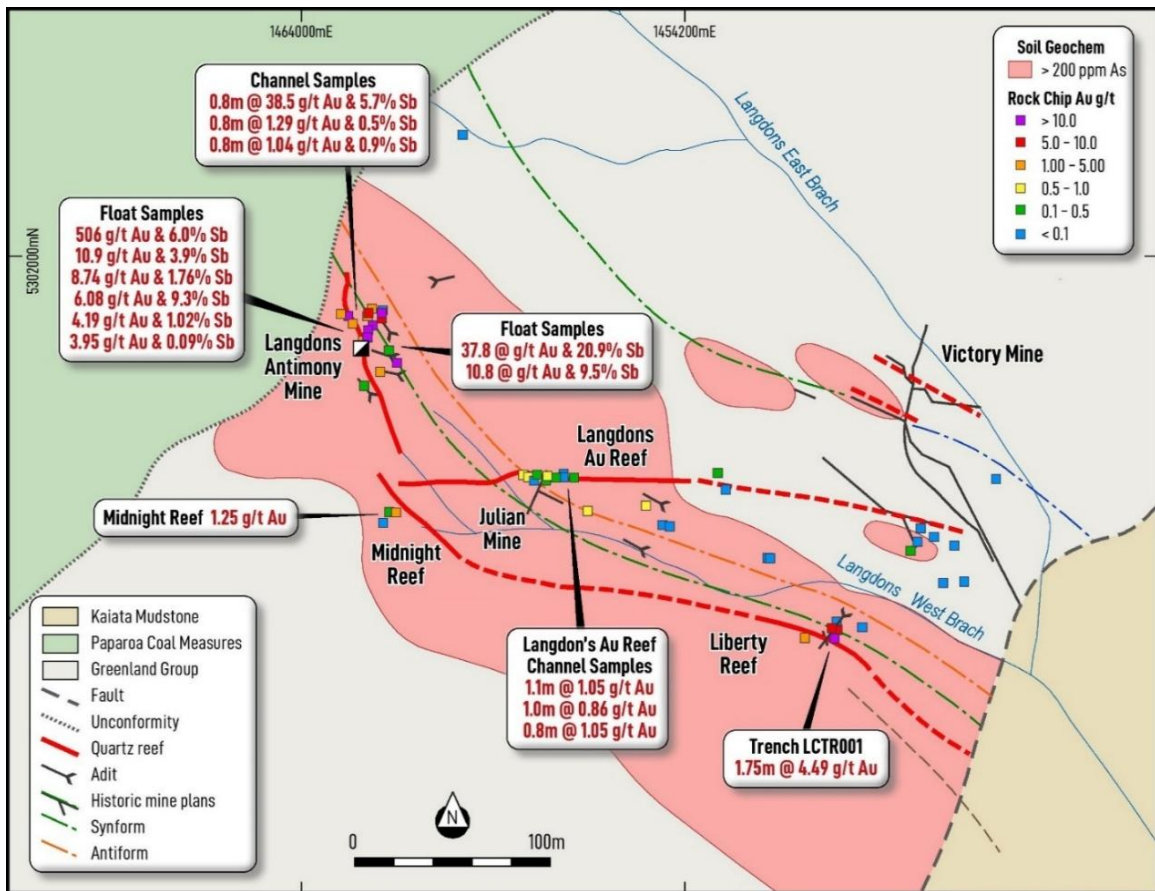 1464000mE
1454200mE
5302000mN
Channel Samples
0.8m @ 38.5 g/t Au & 5.7% Sb
0.8m @ 1.29 g/t Au & 0.5% Sb
0.8m @ 1.04 g/t Au & 0.9% Sb
Soil Geochem
> 200 ppm As
Rock Chip Au g/t
> 10.0
5.0 - 10.0
1.00 - 5.00
0.5 - 1.0
0.1 - 0.5
< 0.1
Langdons East Brach
Float Samples
506 g/t Au & 6.0% Sb
10.9 g/t Au & 3.9% Sb
8.74 g/t Au & 1.76% Sb
6.08 g/t Au & 9.3% Sb
4.19 g/t Au & 1.02% Sb
3.95 g/t Au & 0.09% Sb
Langdons
Antimony
Mine
Float Samples
37.8 @ g/t Au & 20.9% Sb
10.8 @ g/t Au & 9.5% Sb
Victory Mine
Langdons
Au Reef
Midnight Reef 1.25 g/t Au
Julian
Mine
Midnight
Reef
Langdons West Brach
Liberty
Reef
Langdon's Au Reef
Channel Samples
1.1m @ 1.05 g/t Au
1.0m @ 0.86 g/t Au
0.8m @ 1.05 g/t Au
Trench LCTR001
1.75m @ 4.49 g/t Au
Kaiata Mudstone
Paparoa Coal Measures
Greenland Group
Fault
Unconformity
Quartz reef
Adit
Historic mine plans
Synform
Antiform
N
0
100m